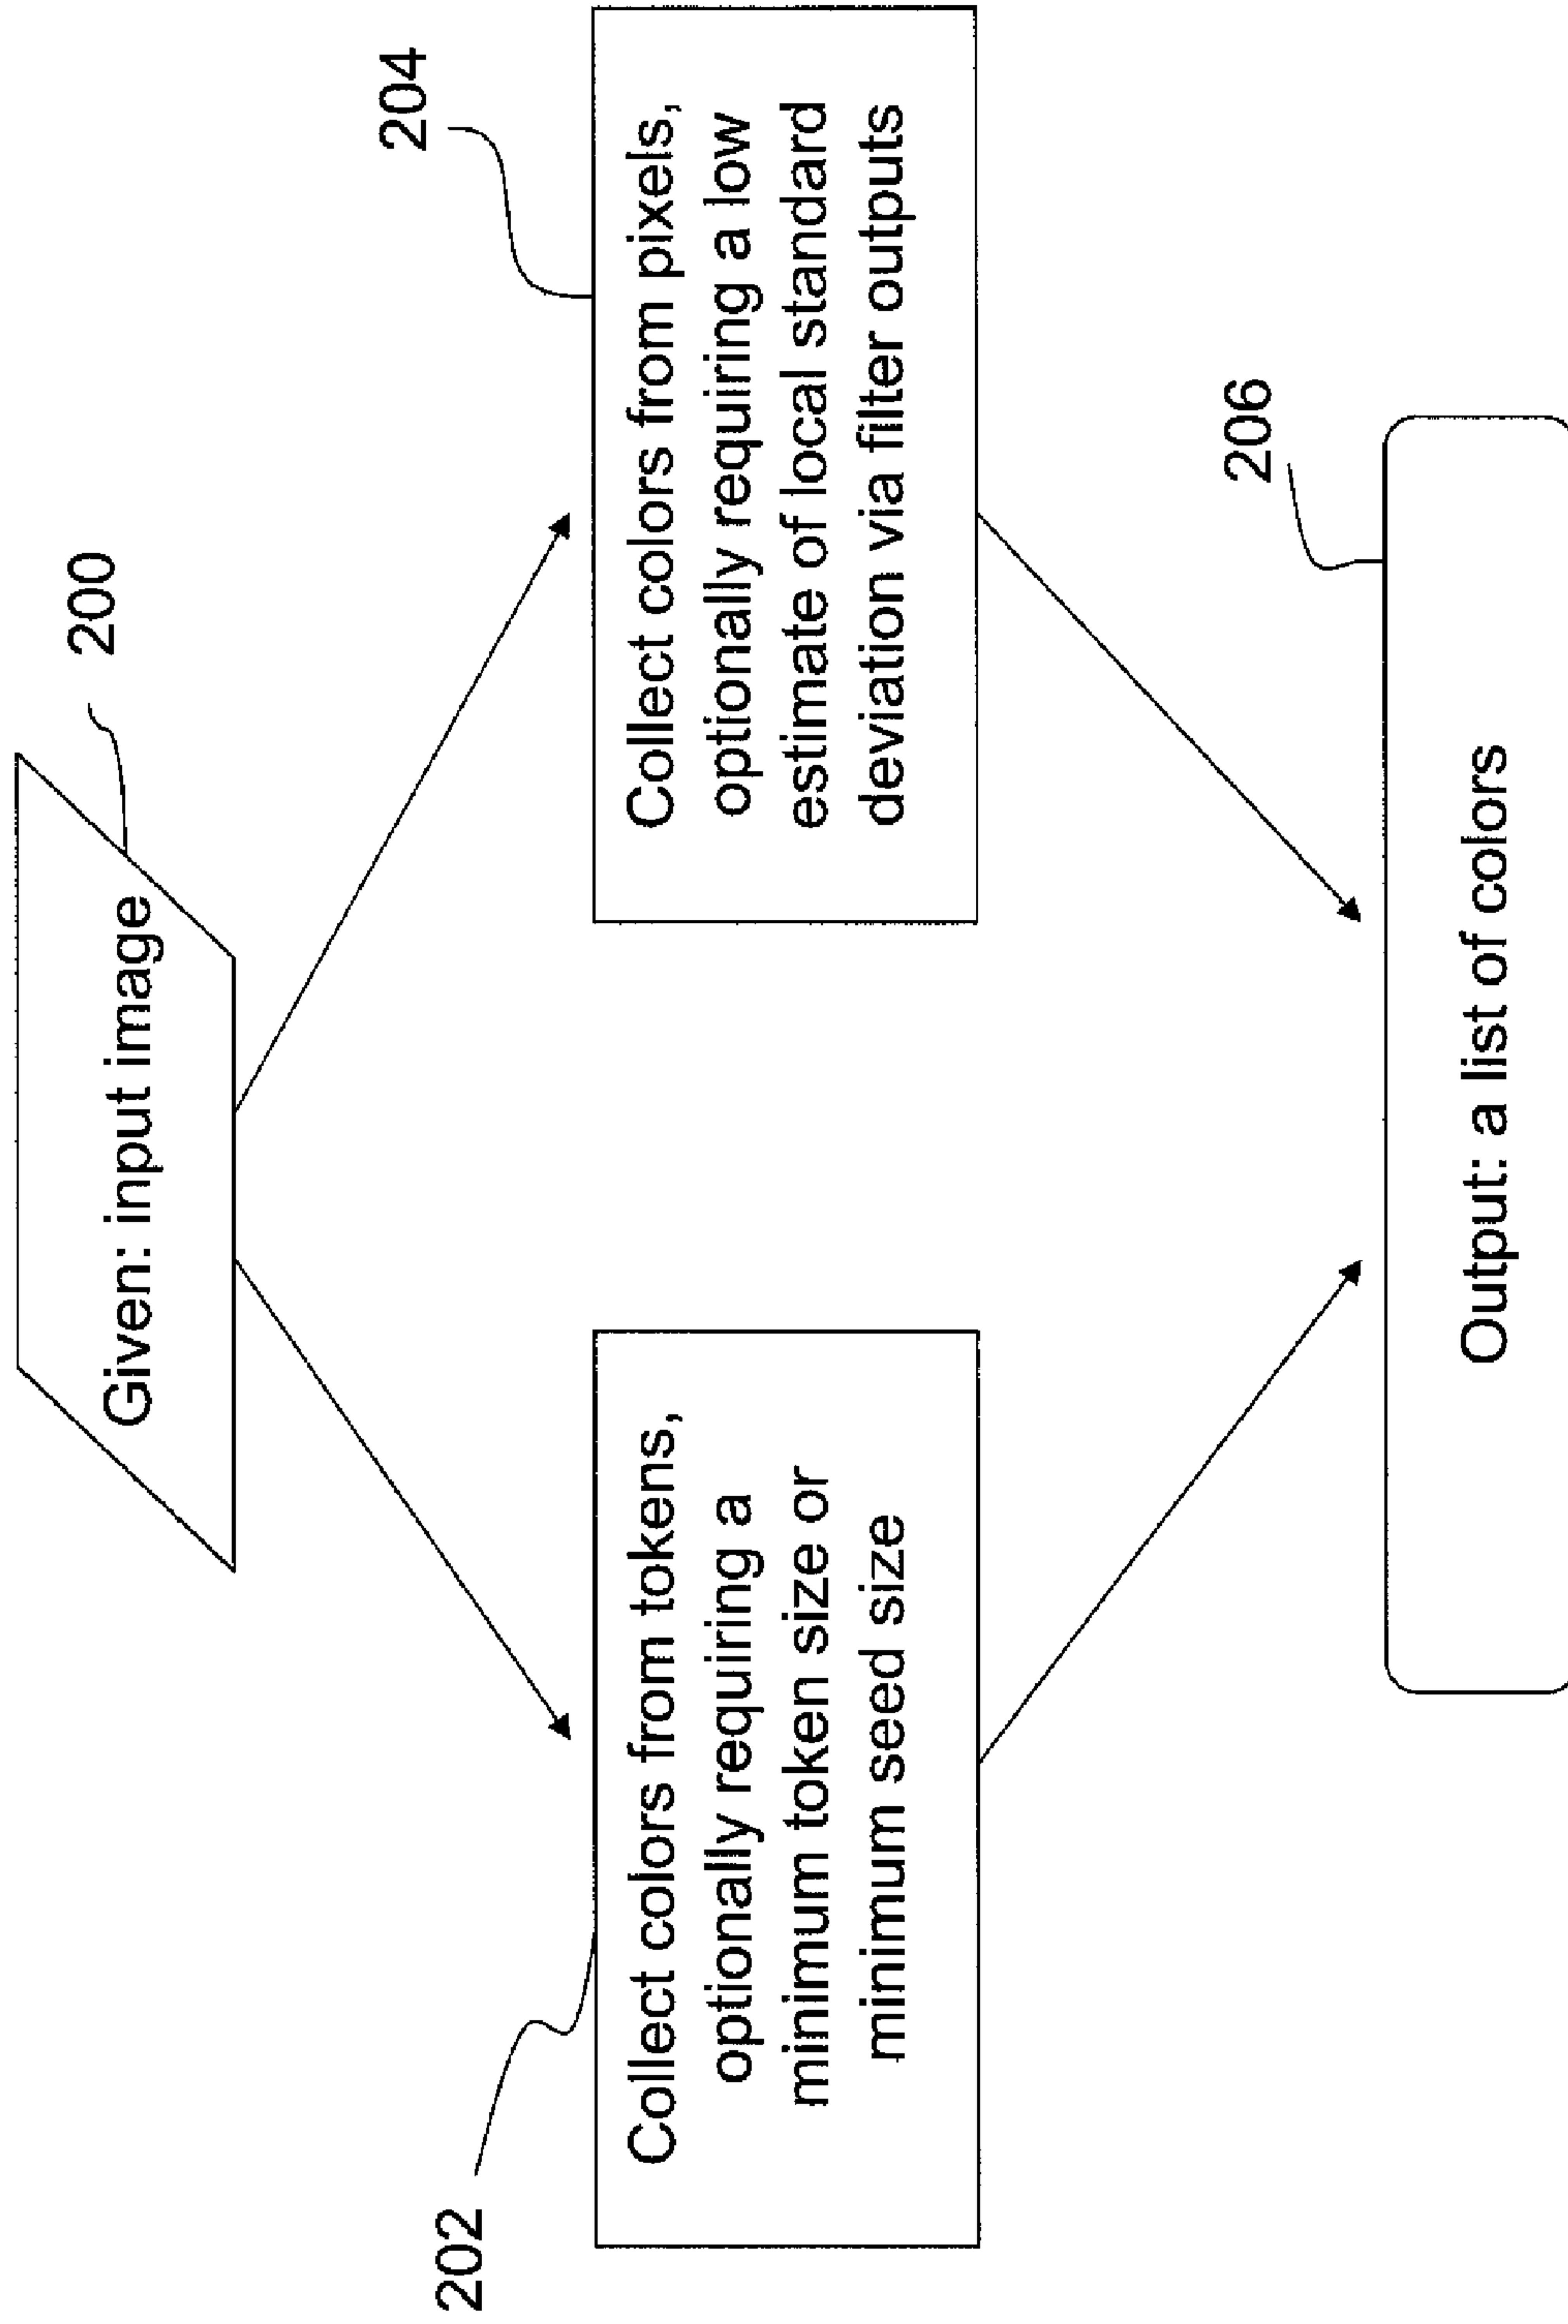 200
Given: input image
202
Collect colors from tokens,
optionally requiring a
minimum token size or
minimum seed size
204
Collect colors from pixels,
optionally requiring a low
estimate of local standard
deviation via filter outputs
206
Output: a list of colors